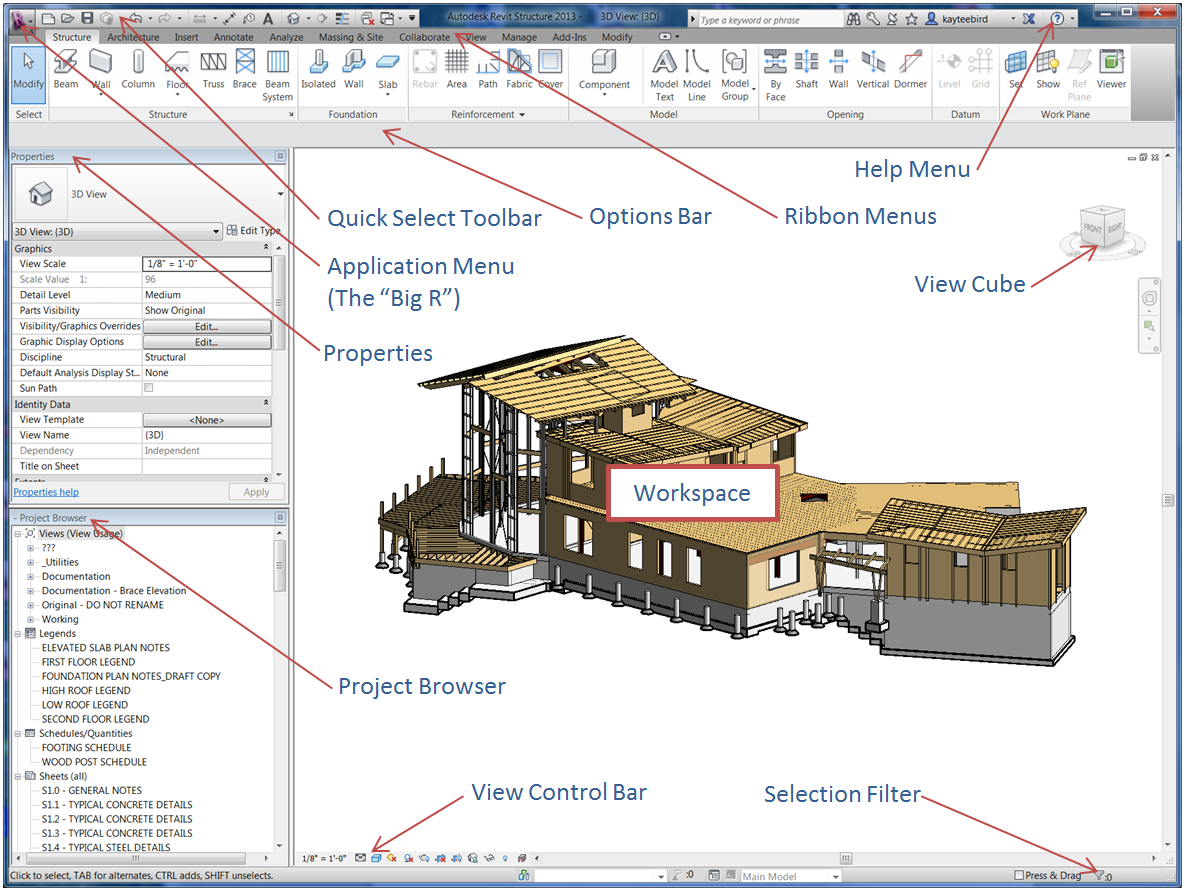 Autodesk Revit Structure 2013 - 3D View: {3D}
Type a keyword or phrase
kayteebird
Structure Architecture Insert Annotate Analyze Massing & Site Collaborate View Manage Add-Ins Modify
Modify Beam Wall Column Floor Truss Brace Beam System Isolated Wall Slab Rebar Area Path Fabric Cover Component Model Text Model Line Model Group By Face Shaft Wall Vertical Dormer Level Grid Set Show Ref Plane Viewer
Select Structure Foundation Reinforcement Model Opening Datum Work Plane
Properties
3D View
3D View: {3D}
Edit Type
Graphics
View Scale 1/8" = 1'-0"
Scale Value 1: 96
Detail Level Medium
Parts Visibility Show Original
Visibility/Graphics Overrides Edit...
Graphic Display Options Edit...
Discipline Structural
Default Analysis Display St... None
Sun Path
Identity Data
View Template <None>
View Name {3D}
Dependency Independent
Title on Sheet
Extents
Properties help Apply
Help Menu
Quick Select Toolbar
Options Bar
Ribbon Menus
Application Menu
(The “Big R”)
FRONT RIGHT
View Cube
Properties
Workspace
- Project Browser
Views (View Usage)
???
_Utilities
Documentation
Documentation - Brace Elevation
Original - DO NOT RENAME
Working
Legends
ELEVATED SLAB PLAN NOTES
FIRST FLOOR LEGEND
FOUNDATION PLAN NOTES_DRAFT COPY
HIGH ROOF LEGEND
LOW ROOF LEGEND
SECOND FLOOR LEGEND
Schedules/Quantities
FOOTING SCHEDULE
WOOD POST SCHEDULE
Sheets (all)
S1.0 - GENERAL NOTES
S1.1 - TYPICAL CONCRETE DETAILS
S1.2 - TYPICAL CONCRETE DETAILS
S1.3 - TYPICAL CONCRETE DETAILS
S1.4 - TYPICAL STEEL DETAILS
Project Browser
View Control Bar
Selection Filter
1/8" = 1'-0"
Click to select, TAB for alternates, CTRL adds, SHIFT unselects.
:0
Main Model
Press & Drag
:0